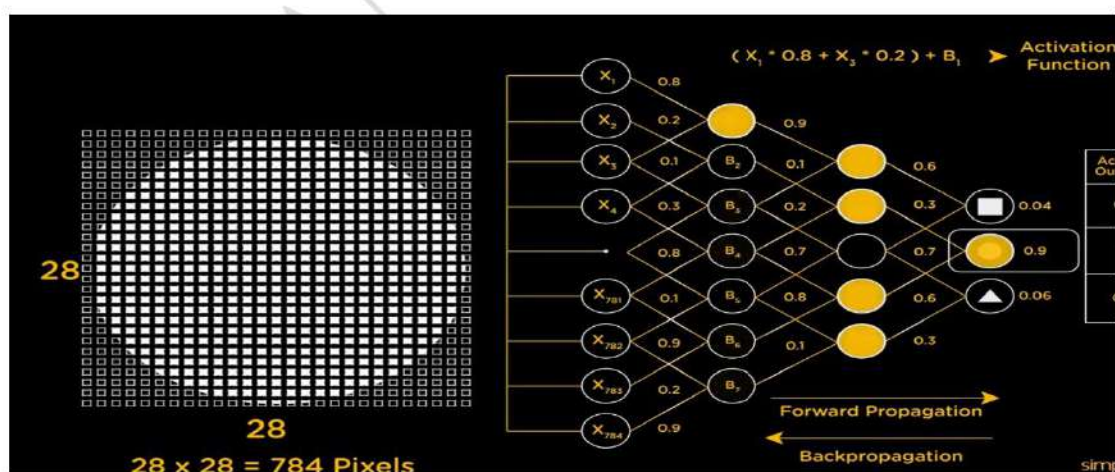 (X₁ * 0.8 + X₃ * 0.2) + B₁
Activation
Function
X₁
0.8
X₂
0.2
0.9
X₃
0.1
B₂
0.1
0.6
X₄
0.3
B₃
0.2
0.3
0.04
0.8
B₄
0.7
0.7
0.9
X₇₈₁
0.1
B₅
0.8
0.6
0.06
X₇₈₂
0.9
B₆
0.1
0.3
X₇₈₃
0.2
B₇
X₇₈₄
0.9
Forward Propagation
Backpropagation
28
28
28 x 28 = 784 Pixels